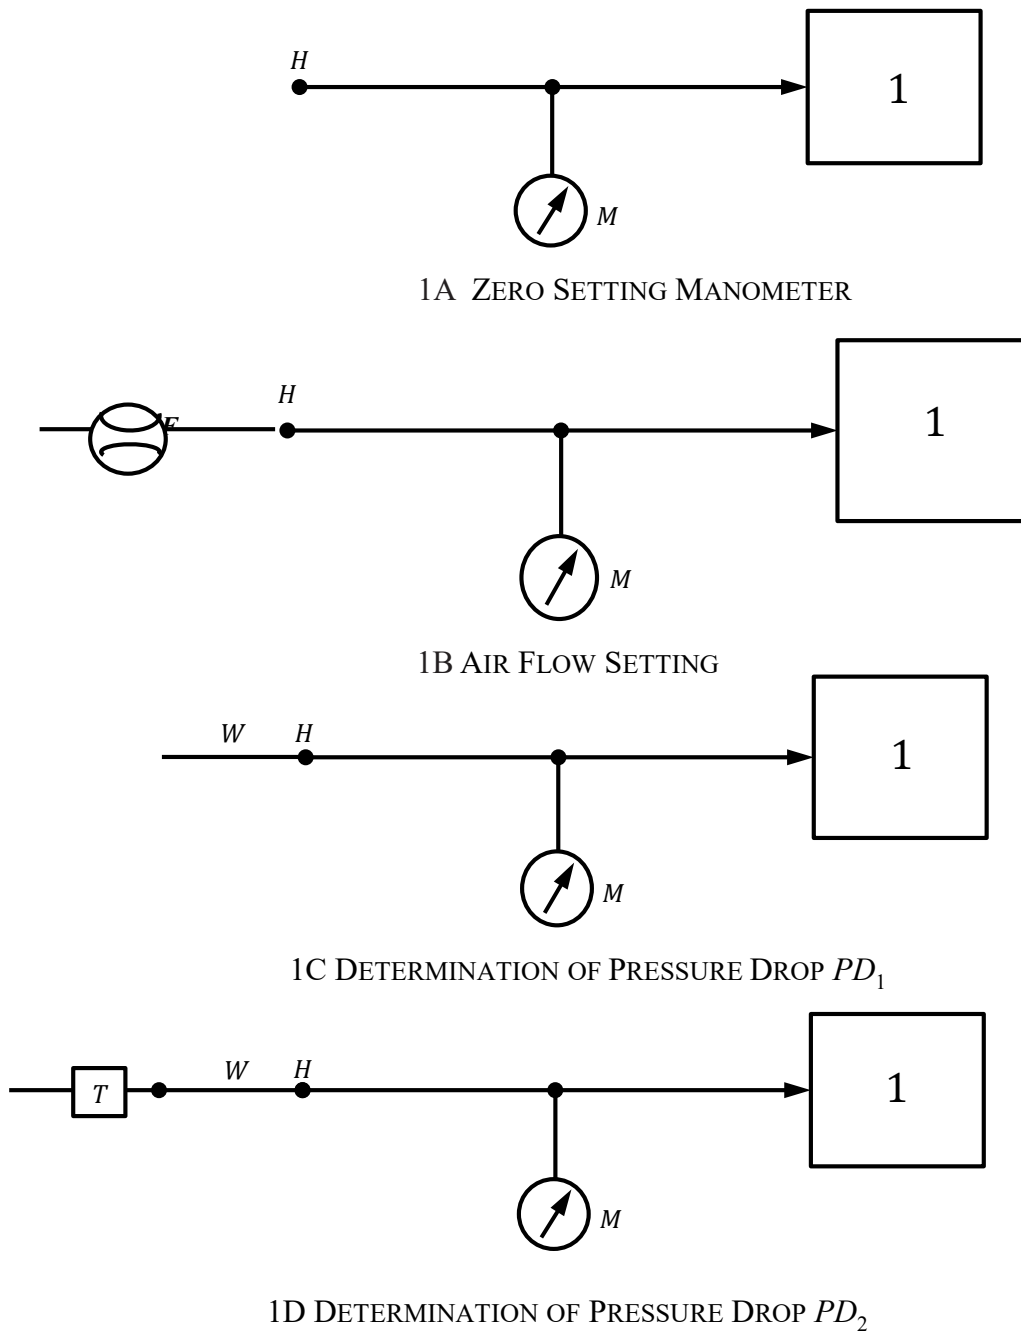 H
1
M
1A ZERO SETTING MANOMETER
H
F
1
M
1B AIR FLOW SETTING
W H
1
M
1C DETERMINATION OF PRESSURE DROP PD₁
T W H
1
M
1D DETERMINATION OF PRESSURE DROP PD₂